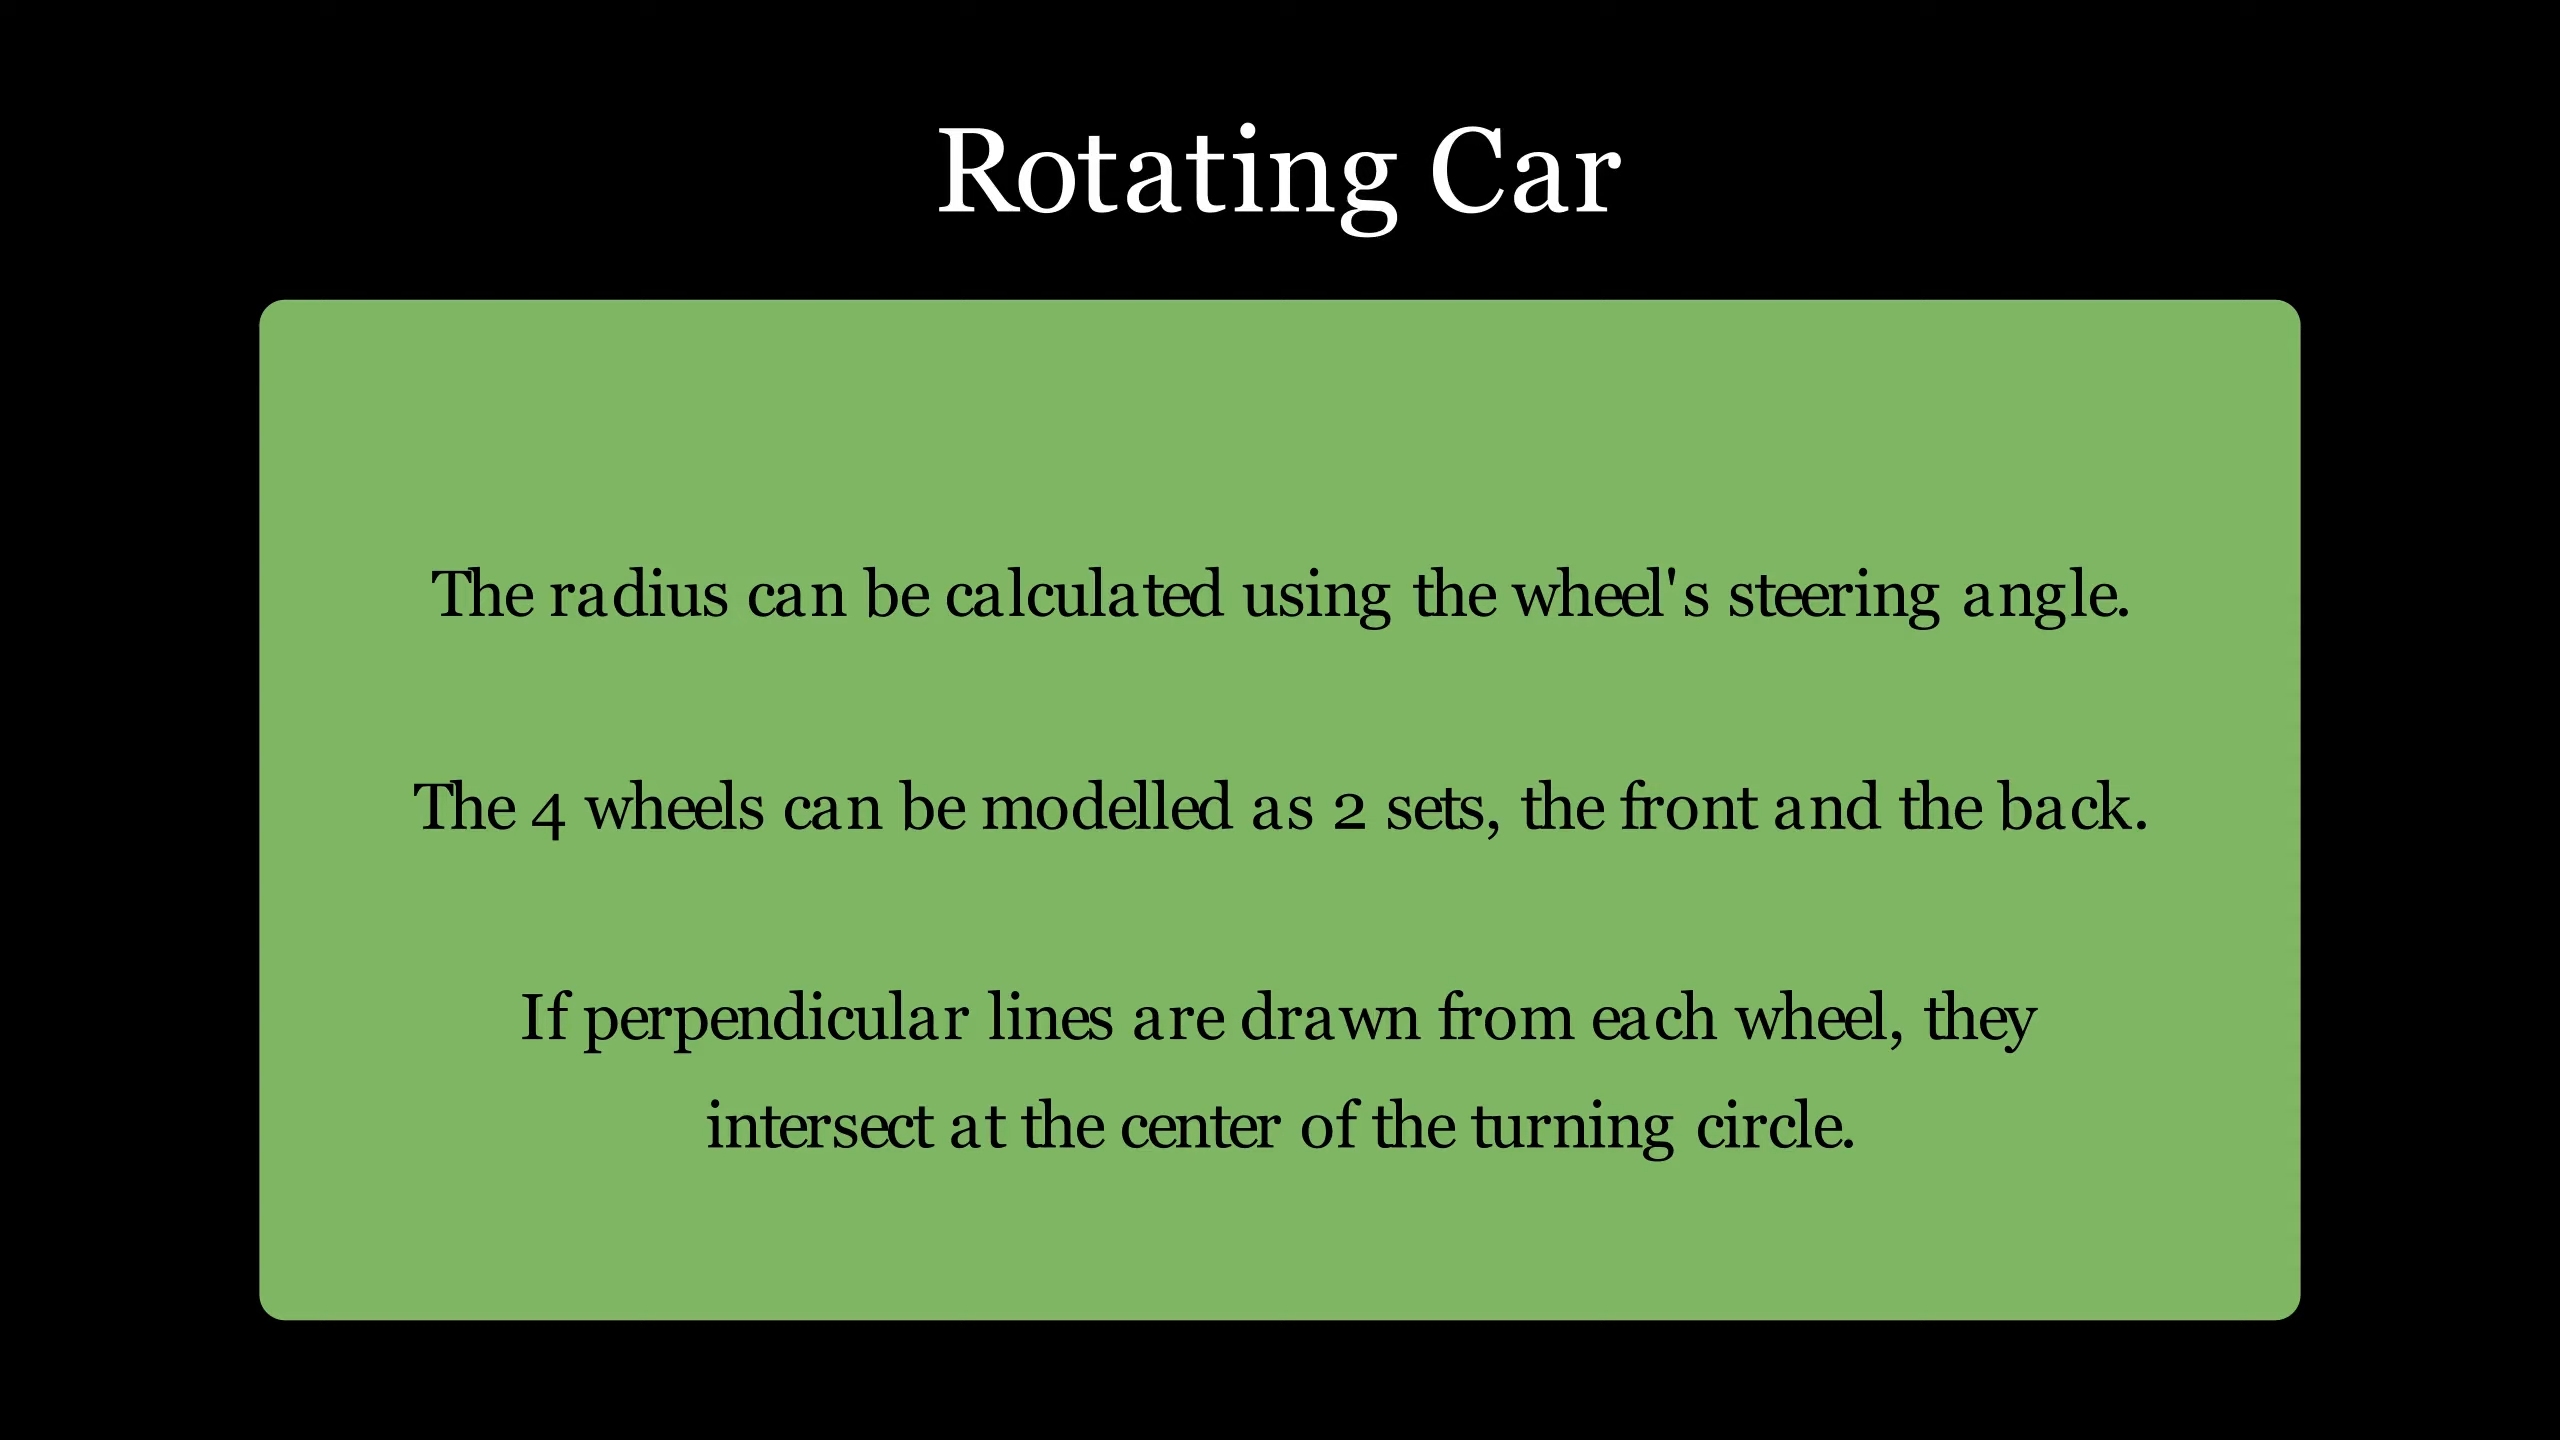 Rotating Car
The radius can be calculated using the wheel's steering angle.
The 4 wheels can be modelled as 2 sets, the front and the back.
If perpendicular lines are drawn from each wheel, they
intersect at the center of the turning circle.